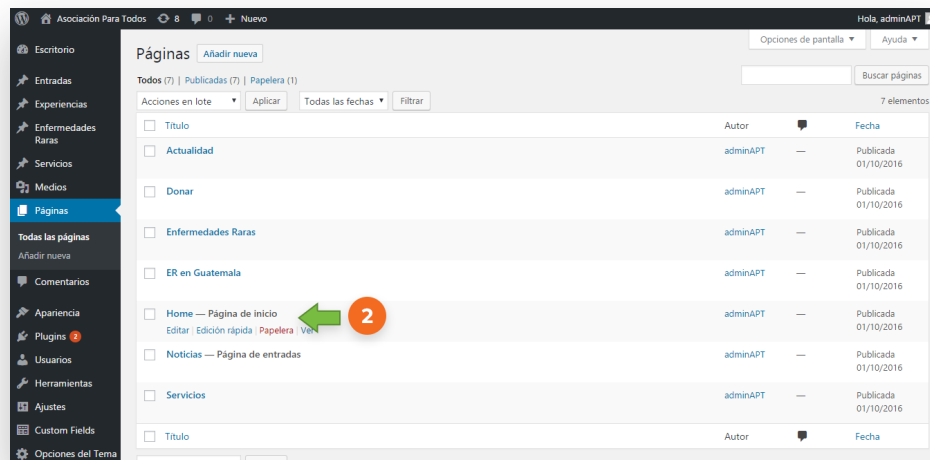 Asociación Para Todos 8 0 + Nuevo Hola, adminAPT
Escritorio
Entradas
Experiencias
Enfermedades
Raras
Servicios
Medios
Páginas
Todas las páginas
Añadir nueva
Comentarios
Apariencia
Plugins 2
Usuarios
Herramientas
Ajustes
Custom Fields
Opciones del Tema
Opciones de pantalla ▼ Ayuda ▼
Páginas Añadir nueva
Todos (7) | Publicadas (7) | Papelera (1)
Buscar páginas
Acciones en lote ▼ Aplicar Todas las fechas ▼ Filtrar 7 elementos
Título Autor Fecha
Actualidad adminAPT — Publicada
01/10/2016
Donar adminAPT — Publicada
01/10/2016
Enfermedades Raras adminAPT — Publicada
01/10/2016
ER en Guatemala adminAPT — Publicada
01/10/2016
Home — Página de inicio adminAPT — Publicada
01/10/2016
Editar | Edición rápida | Papelera | Ver
2
Noticias — Página de entradas adminAPT — Publicada
01/10/2016
Servicios adminAPT — Publicada
01/10/2016
Título Autor Fecha